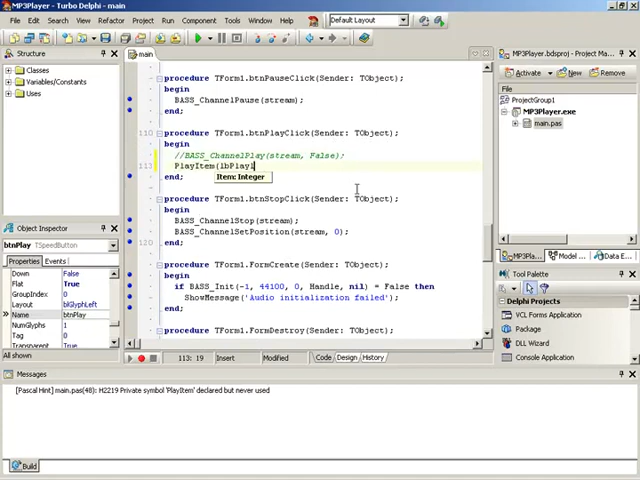 MP3Player - Turbo Delphi - main
File Edit Search View Refactor Project Run Component Tools Window Help
Default Layout
Structure
Classes
Variables/Constants
Uses
main
procedure TForm1.btnPauseClick(Sender: TObject);
begin
BASS_ChannelPause(stream);
end;
110 procedure TForm1.btnPlayClick(Sender: TObject);
begin
//BASS_ChannelPlay(stream, False);
113 PlayItem(lbPlayl
Item: Integer
end;
procedure TForm1.btnStopClick(Sender: TObject);
begin
BASS_ChannelStop(stream);
BASS_ChannelSetPosition(stream, 0);
120 end;
procedure TForm1.FormCreate(Sender: TObject);
begin
if BASS_Init(-1, 44100, 0, Handle, nil) = False then
ShowMessage('Audio initialization failed');
end;
procedure TForm1.FormDestroy(Sender: TObject);
113: 19 Insert Modified Code Design History
Object Inspector
btnPlay TSpeedButton
Properties Events
Down False
Flat True
GroupIndex 0
Layout blGlyphLeft
Name btnPlay
NumGlyphs 1
Tag 0
Transparent True
All shown
MP3Player.bdsproj - Project Ma
Activate New Remove
File
ProjectGroup1
MP3Player.exe
main.pas
MP3Pl... Model ... Data E...
Tool Palette
Delphi Projects
VCL Forms Application
Package
DLL Wizard
Console Application
Messages
[Pascal Hint] main.pas(48): H2219 Private symbol 'PlayItem' declared but never used
Build